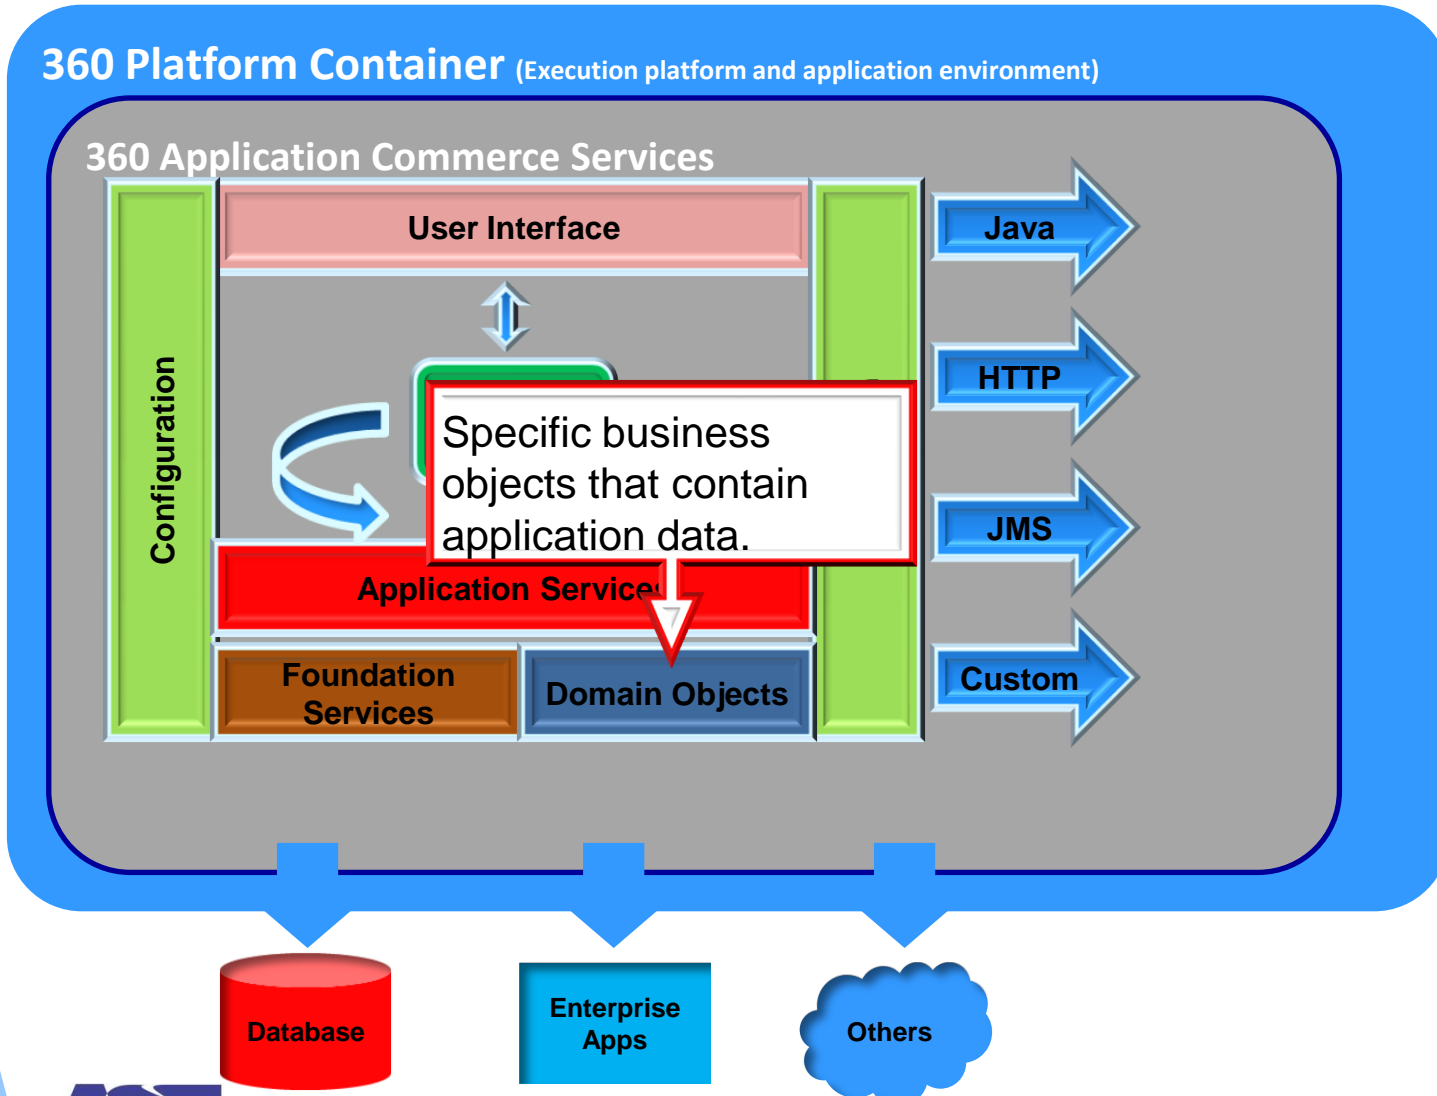 360 Platform Container (Execution platform and application environment)
360 Application Commerce Services
User Interface
Java
HTTP
Configuration
Specific business
objects that contain
application data.
JMS
Application Services
Foundation
Services
Domain Objects
Custom
Database
Enterprise
Apps
Others